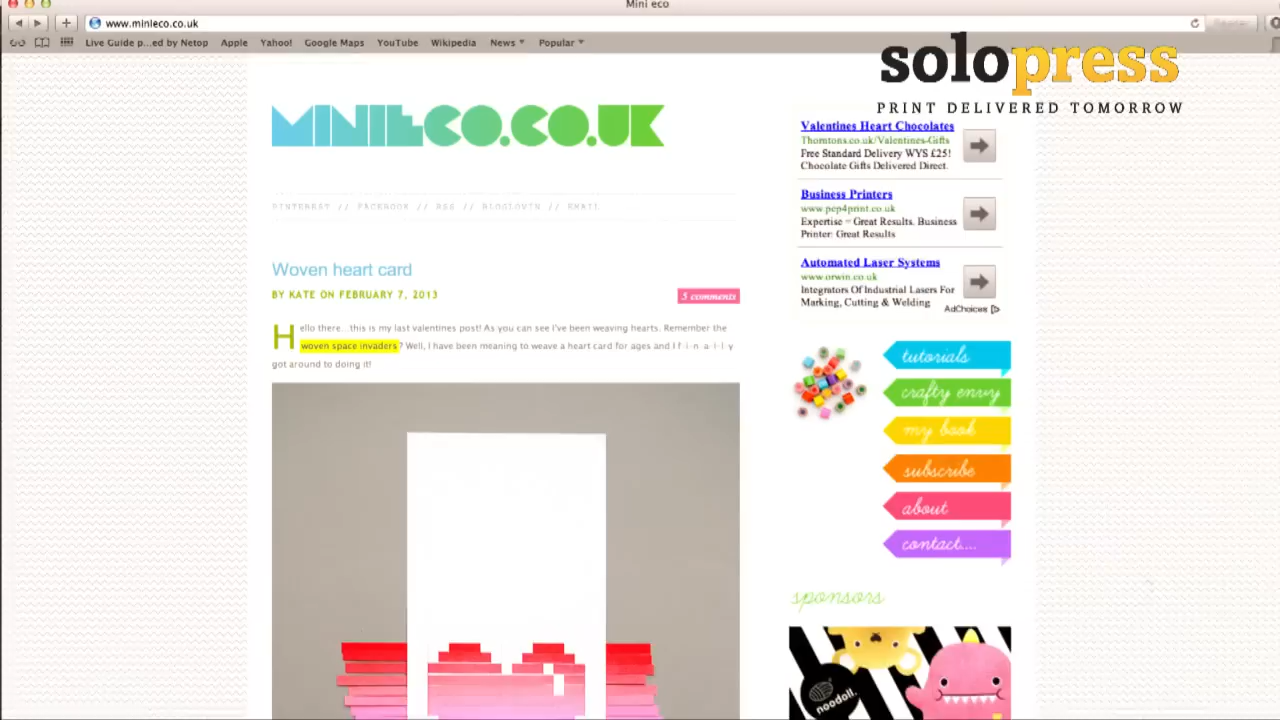 Mini eco
www.minieco.co.uk
Live Guide p...ed by Netop Apple Yahoo! Google Maps YouTube Wikipedia News Popular
solopress
PRINT DELIVERED TOMORROW
MINIECO.CO.UK
PINTEREST // FACEBOOK // RSS // BLOGLOVIN // EMAIL
Woven heart card
BY KATE ON FEBRUARY 7, 2013
5 comments
Hello there...this is my last valentines post! As you can see I've been weaving hearts. Remember the
woven space invaders? Well, I have been meaning to weave a heart card for ages and I f-i-n-a-l-l-y
got around to doing it!
Valentines Heart Chocolates
Thorntons.co.uk/Valentines-Gifts
Free Standard Delivery WYS £25!
Chocolate Gifts Delivered Direct.
Business Printers
www.pcp4print.co.uk
Expertise – Great Results. Business
Printer: Great Results
Automated Laser Systems
www.orwin.co.uk
Integrators Of Industrial Lasers For
Marking, Cutting & Welding
AdChoices
tutorials
crafty envy
my book
subscribe
about
contact....
sponsors
noodoll.